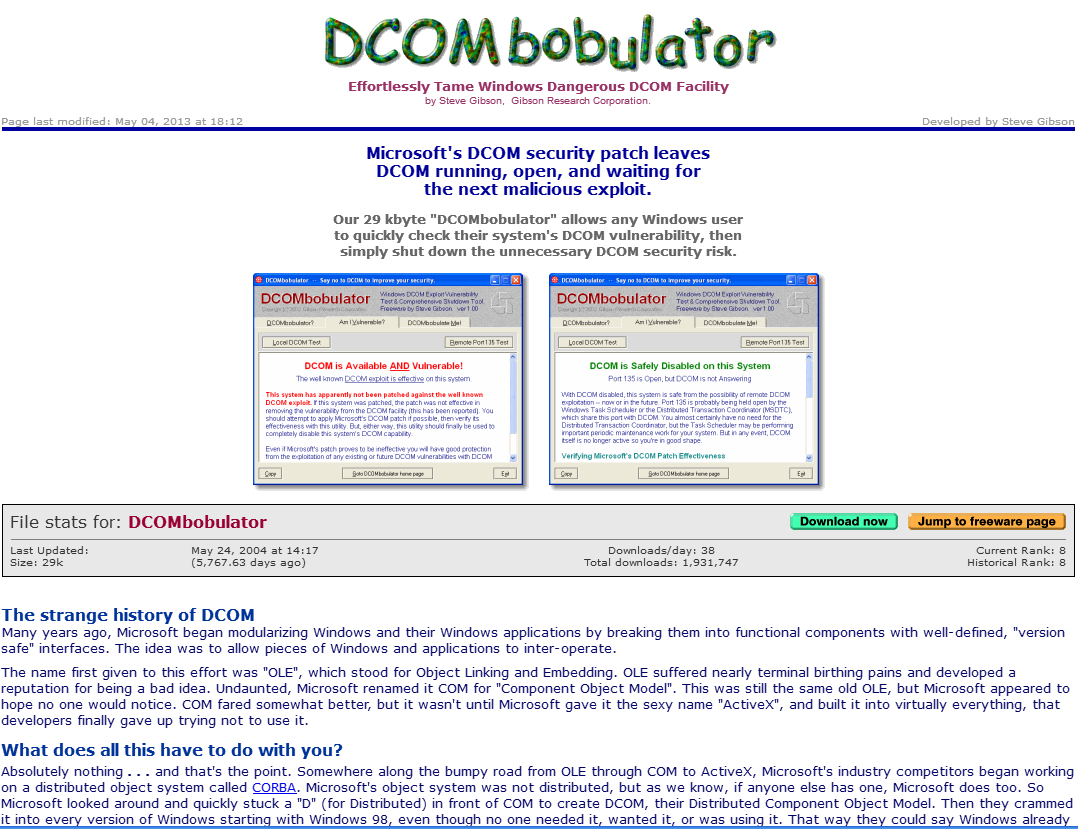 DCOMbobulator
Effortlessly Tame Windows Dangerous DCOM Facility
by Steve Gibson, Gibson Research Corporation.
Page last modified: May 04, 2013 at 18:12
Developed by Steve Gibson
Microsoft's DCOM security patch leaves
DCOM running, open, and waiting for
the next malicious exploit.
Our 29 kbyte "DCOMbobulator" allows any Windows user
to quickly check their system's DCOM vulnerability, then
simply shut down the unnecessary DCOM security risk.
DCOMbobulator -- Say no to DCOM to improve your security.
DCOMbobulator
Windows DCOM Exploit Vulnerability
Test & Comprehensive Shutdown Tool.
Freeware by Steve Gibson ver 1.00
DCOMbobulator?
Am I Vulnerable?
DCOMbobulate Me!
Local DCOM Test
Remote Port 135 Test
DCOM is Available AND Vulnerable!
The well known DCOM exploit is effective on this system
This system has apparently not been patched against the well known
DCOM exploit. If this system was patched, the patch was not effective in
removing the vulnerability from the DCOM facility (this has been reported). You
should attempt to apply Microsoft's DCOM patch if possible, then verify its
effectiveness with this utility. But, either way, this utility should finally be used to
completely disable this system's DCOM capability.
Even if Microsoft's patch proves to be ineffective you will have good protection
from the exploitation of any existing or future DCOM vulnerabilities with DCOM
Copy
Goto DCOMbobulator home page
Exit
DCOMbobulator -- Say no to DCOM to improve your security.
DCOMbobulator
Windows DCOM Exploit Vulnerability
Test & Comprehensive Shutdown Tool.
Freeware by Steve Gibson ver 1.00
DCOMbobulator?
Am I Vulnerable?
DCOMbobulate Me!
Local DCOM Test
Remote Port 135 Test
DCOM is Safely Disabled on this System
Port 135 is Open, but DCOM is not Answering
With DCOM disabled, this system is safe from the possibility of remote DCOM
exploitation -- now or in the future. Port 135 is probably being held open by the
Windows Task Scheduler or the Distributed Transaction Coordinator (MSDTC),
which share this port with DCOM. You almost certainly have no need for the
Distributed Transaction Coordinator, but the Task Scheduler may be performing
important periodic maintenance work for your system. But in any event, DCOM
itself is no longer active so you're in good shape.
Verifying Microsoft's DCOM Patch Effectiveness
Copy
Goto DCOMbobulator home page
Exit
File stats for: DCOMbobulator
Download now
Jump to freeware page
Last Updated: May 24, 2004 at 14:17 Downloads/day: 38 Current Rank: 8
Size: 29k (5,767.63 days ago) Total downloads: 1,931,747 Historical Rank: 8
The strange history of DCOM
Many years ago, Microsoft began modularizing Windows and their Windows applications by breaking them into functional components with well-defined, "version
safe" interfaces. The idea was to allow pieces of Windows and applications to inter-operate.
The name first given to this effort was "OLE", which stood for Object Linking and Embedding. OLE suffered nearly terminal birthing pains and developed a
reputation for being a bad idea. Undaunted, Microsoft renamed it COM for "Component Object Model". This was still the same old OLE, but Microsoft appeared to
hope no one would notice. COM fared somewhat better, but it wasn't until Microsoft gave it the sexy name "ActiveX", and built it into virtually everything, that
developers finally gave up trying not to use it.
What does all this have to do with you?
Absolutely nothing . . . and that's the point. Somewhere along the bumpy road from OLE through COM to ActiveX, Microsoft's industry competitors began working
on a distributed object system called CORBA. Microsoft's object system was not distributed, but as we know, if anyone else has one, Microsoft does too. So
Microsoft looked around and quickly stuck a "D" (for Distributed) in front of COM to create DCOM, their Distributed Component Object Model. Then they crammed
it into every version of Windows starting with Windows 98, even though no one needed it, wanted it, or was using it. That way they could say Windows already